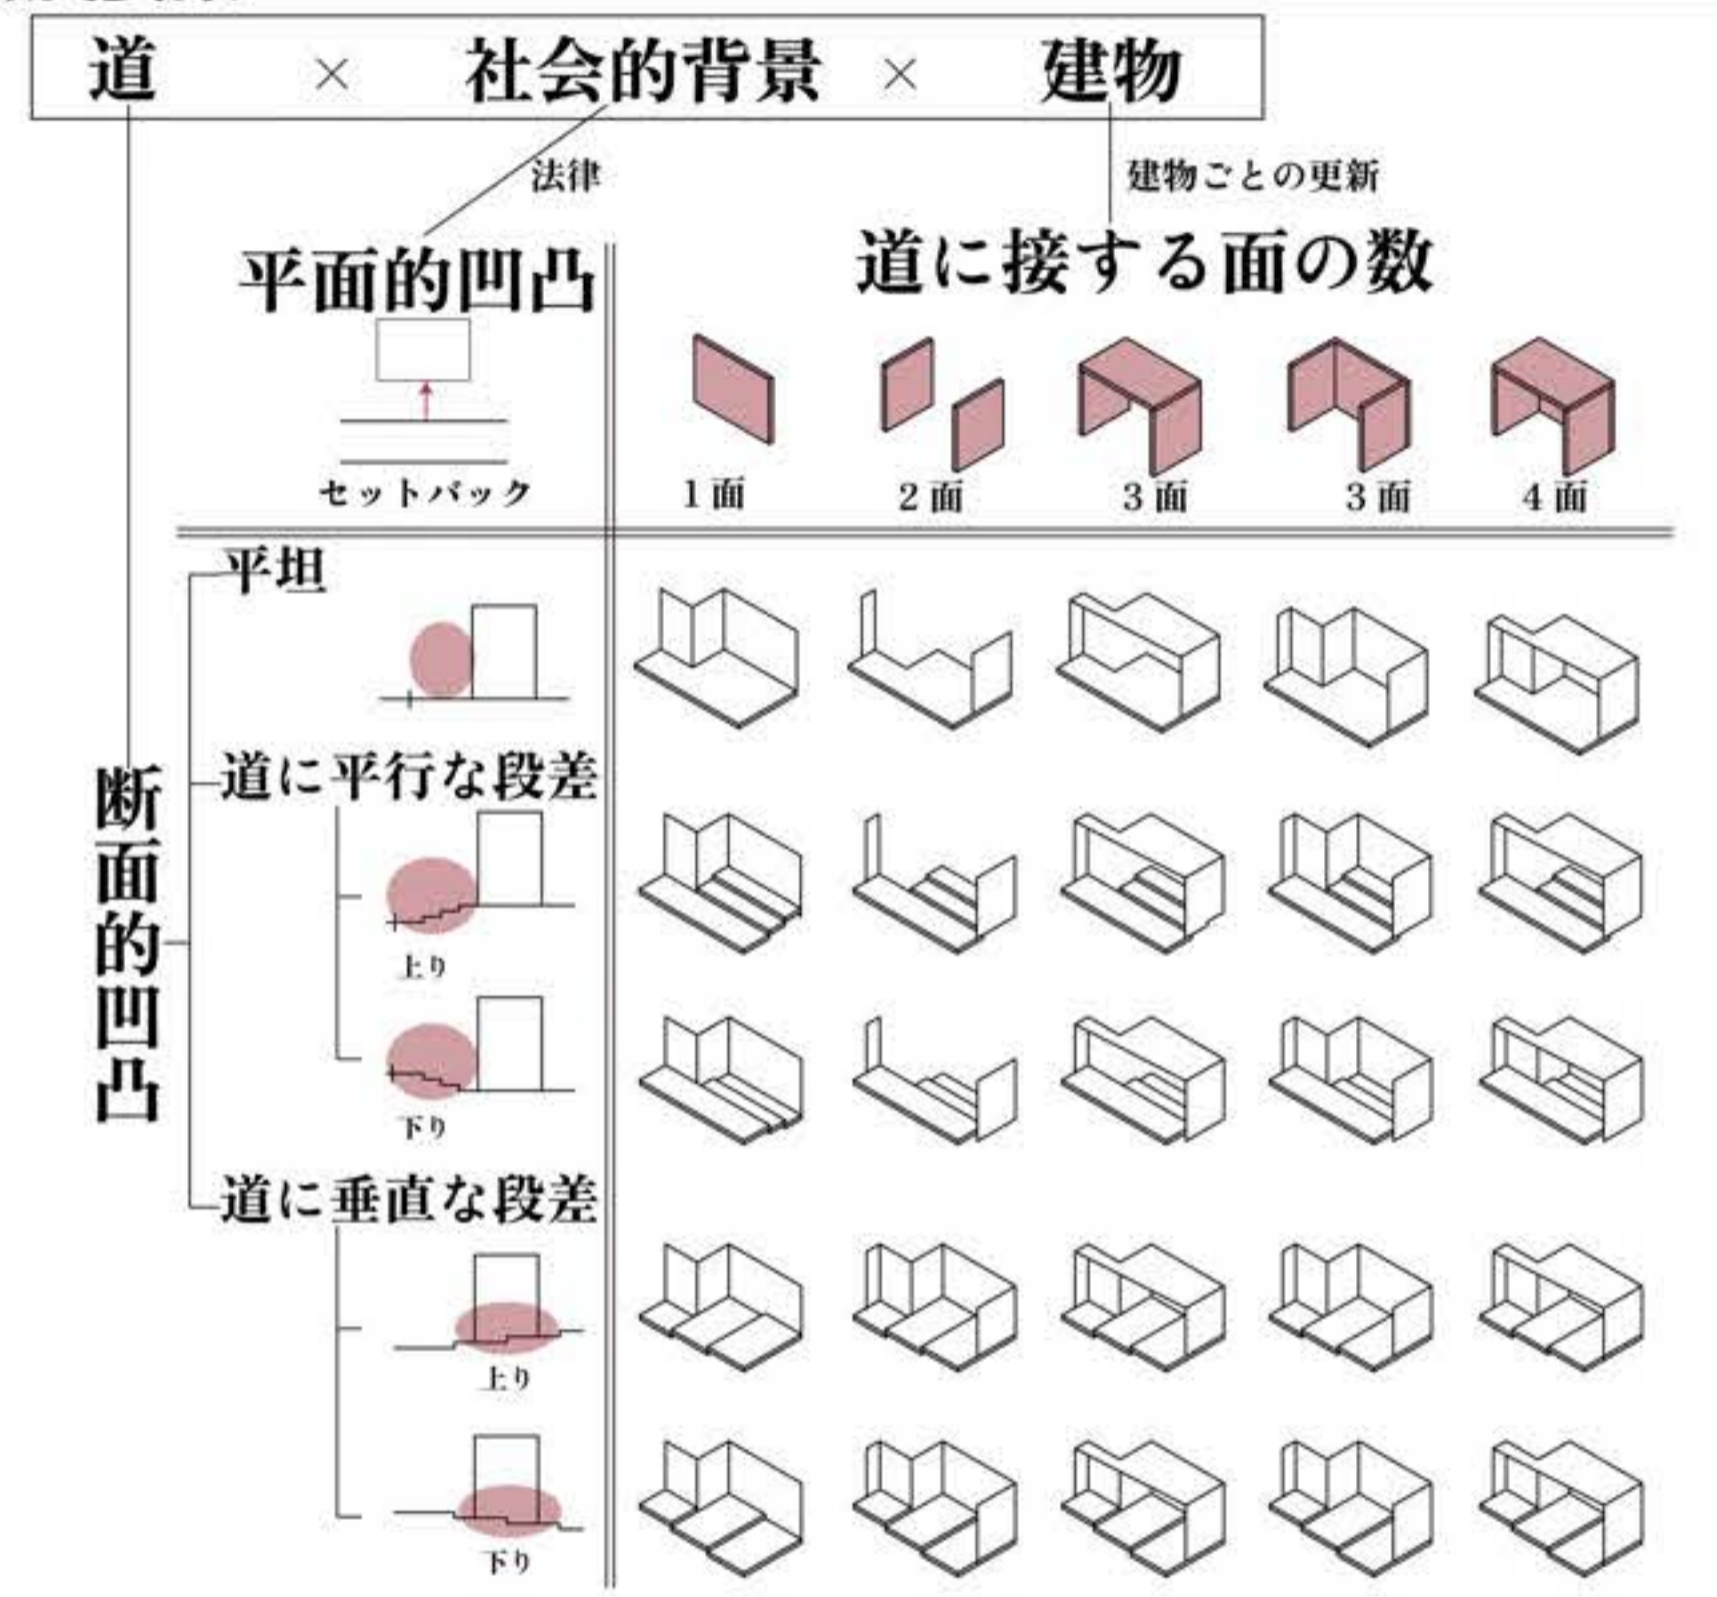 道 × 社会的背景 × 建物
法律
建物ごとの更新
平面的凹凸
道に接する面の数
セットバック
1面 2面 3面 3面 4面
断面的凹凸
平坦
道に平行な段差
上り
下り
道に垂直な段差
上り
下り